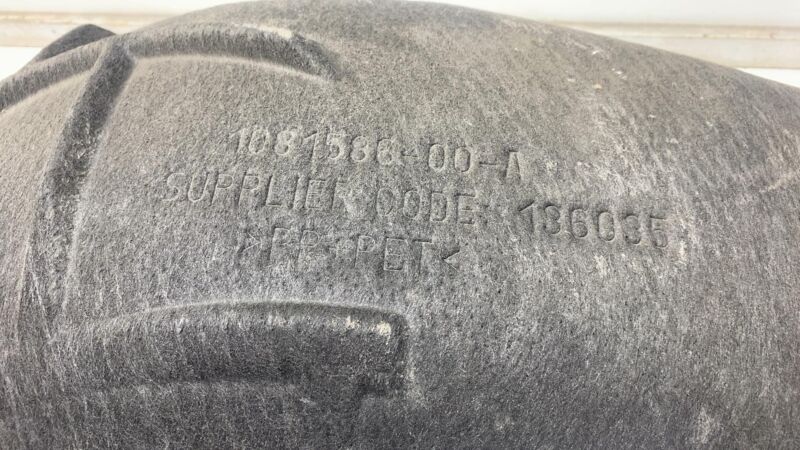 1081586-00-A
SUPPLIER CODE: 136035
>PP+PET<